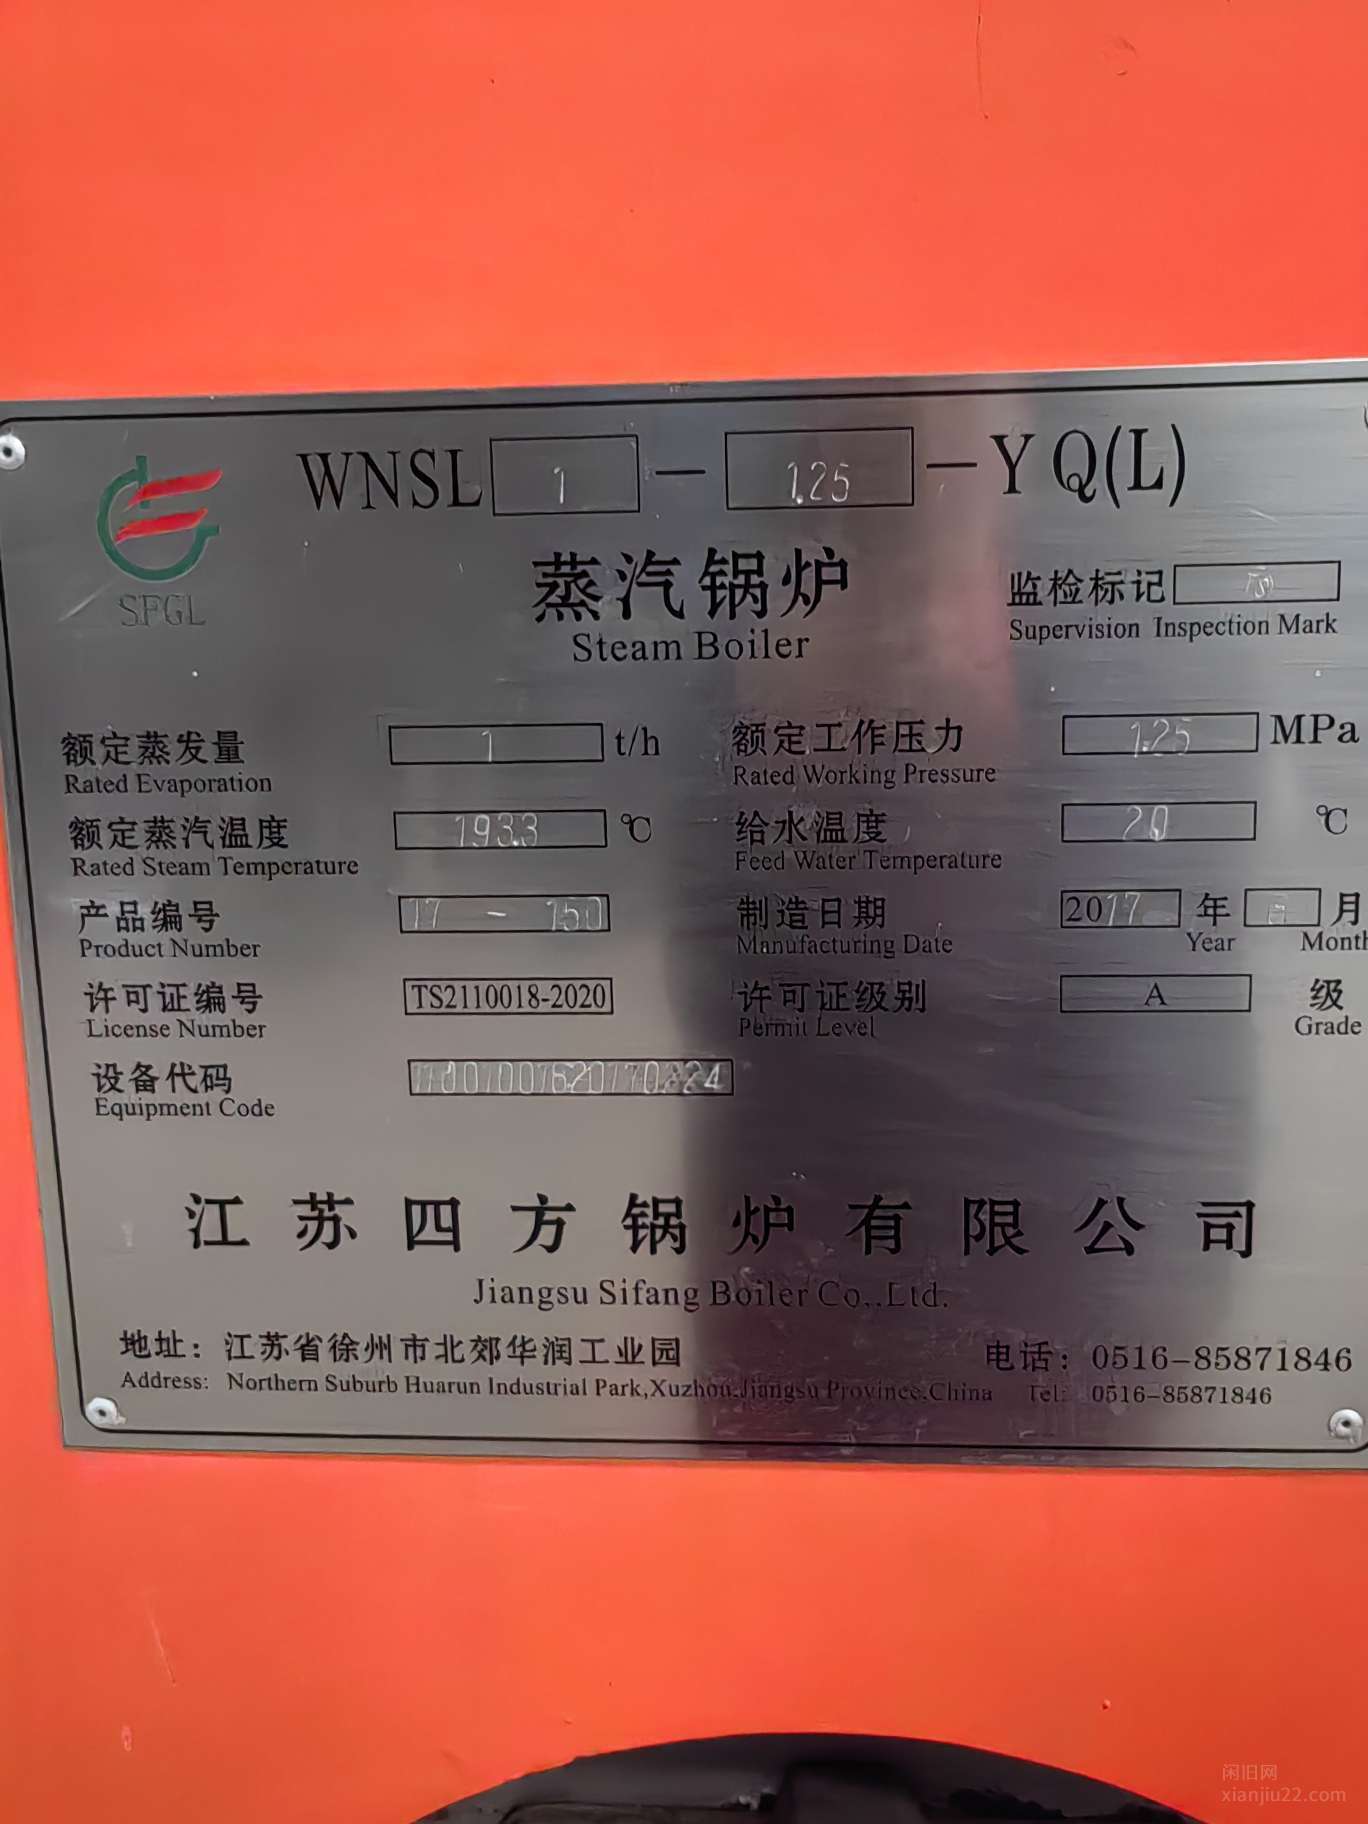 WNSL 1 — 1.25 — YQ(L)
SFGL
蒸汽锅炉
Steam Boiler
监检标记
Supervision Inspection Mark
额定蒸发量 1 t/h
Rated Evaporation
额定工作压力 1.25 MPa
Rated Working Pressure
额定蒸汽温度 193.3 ℃
Rated Steam Temperature
给水温度 20 ℃
Feed Water Temperature
产品编号 17 - 150
Product Number
制造日期 2017 年 月
Manufacturing Date Year Month
许可证编号 TS2110018-2020
License Number
许可证级别 A 级
Permit Level Grade
设备代码
Equipment Code
江苏四方锅炉有限公司
Jiangsu Sifang Boiler Co.,Ltd.
地址：江苏省徐州市北郊华润工业园 电话：0516-85871846
Address: Northern Suburb Huarun Industrial Park,Xuzhou.Jiangsu Province,China Tel: 0516-85871846
闲旧网
xianjiu22.com